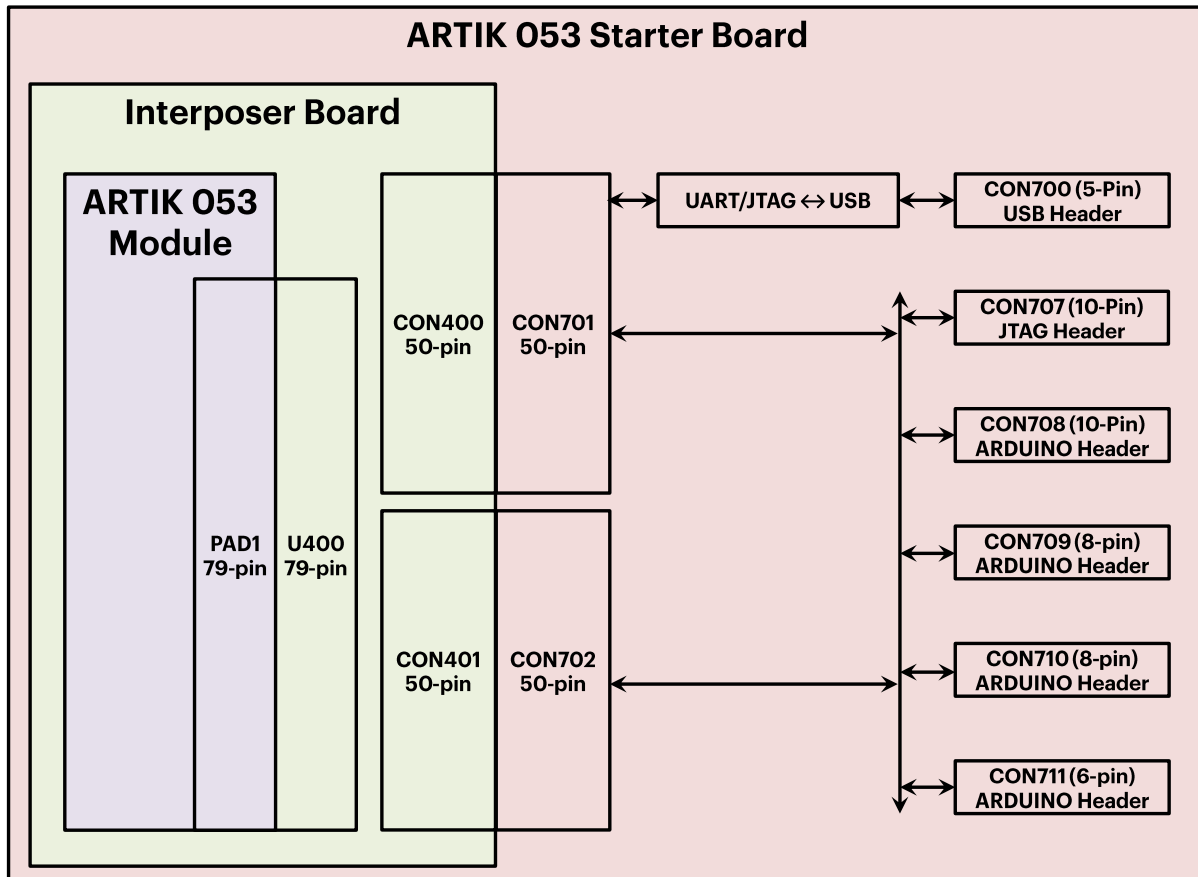 ARTIK 053 Starter Board
Interposer Board
ARTIK 053
Module
PAD1
79-pin
U400
79-pin
CON400
50-pin
CON701
50-pin
CON401
50-pin
CON702
50-pin
UART/JTAG ↔ USB
CON700 (5-Pin)
USB Header
CON707 (10-Pin)
JTAG Header
CON708 (10-Pin)
ARDUINO Header
CON709 (8-pin)
ARDUINO Header
CON710 (8-pin)
ARDUINO Header
CON711 (6-pin)
ARDUINO Header